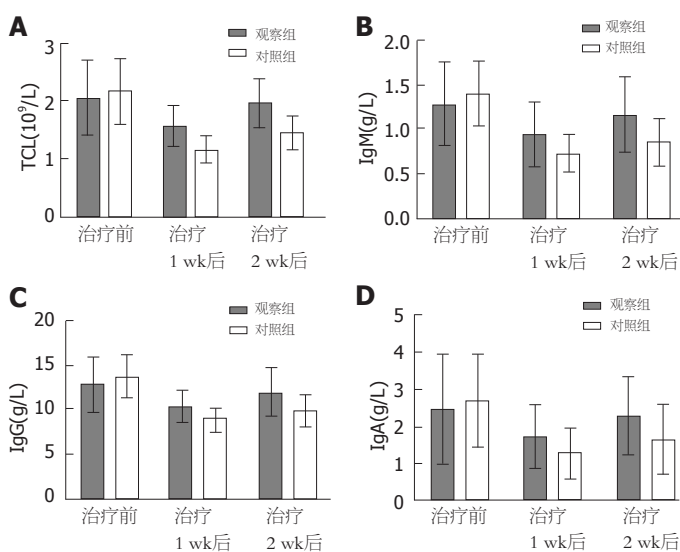 A
观察组
对照组
TCL(10⁹/L)
3
2
1
0
治疗前
治疗
1 wk后
治疗
2 wk后
B
观察组
对照组
IgM(g/L)
2.0
1.5
1.0
0.5
0.0
治疗前
治疗
1 wk后
治疗
2 wk后
C
观察组
对照组
IgG(g/L)
20
15
10
5
0
治疗前
治疗
1 wk后
治疗
2 wk后
D
观察组
对照组
IgA(g/L)
5
4
3
2
1
0
治疗前
治疗
1 wk后
治疗
2 wk后